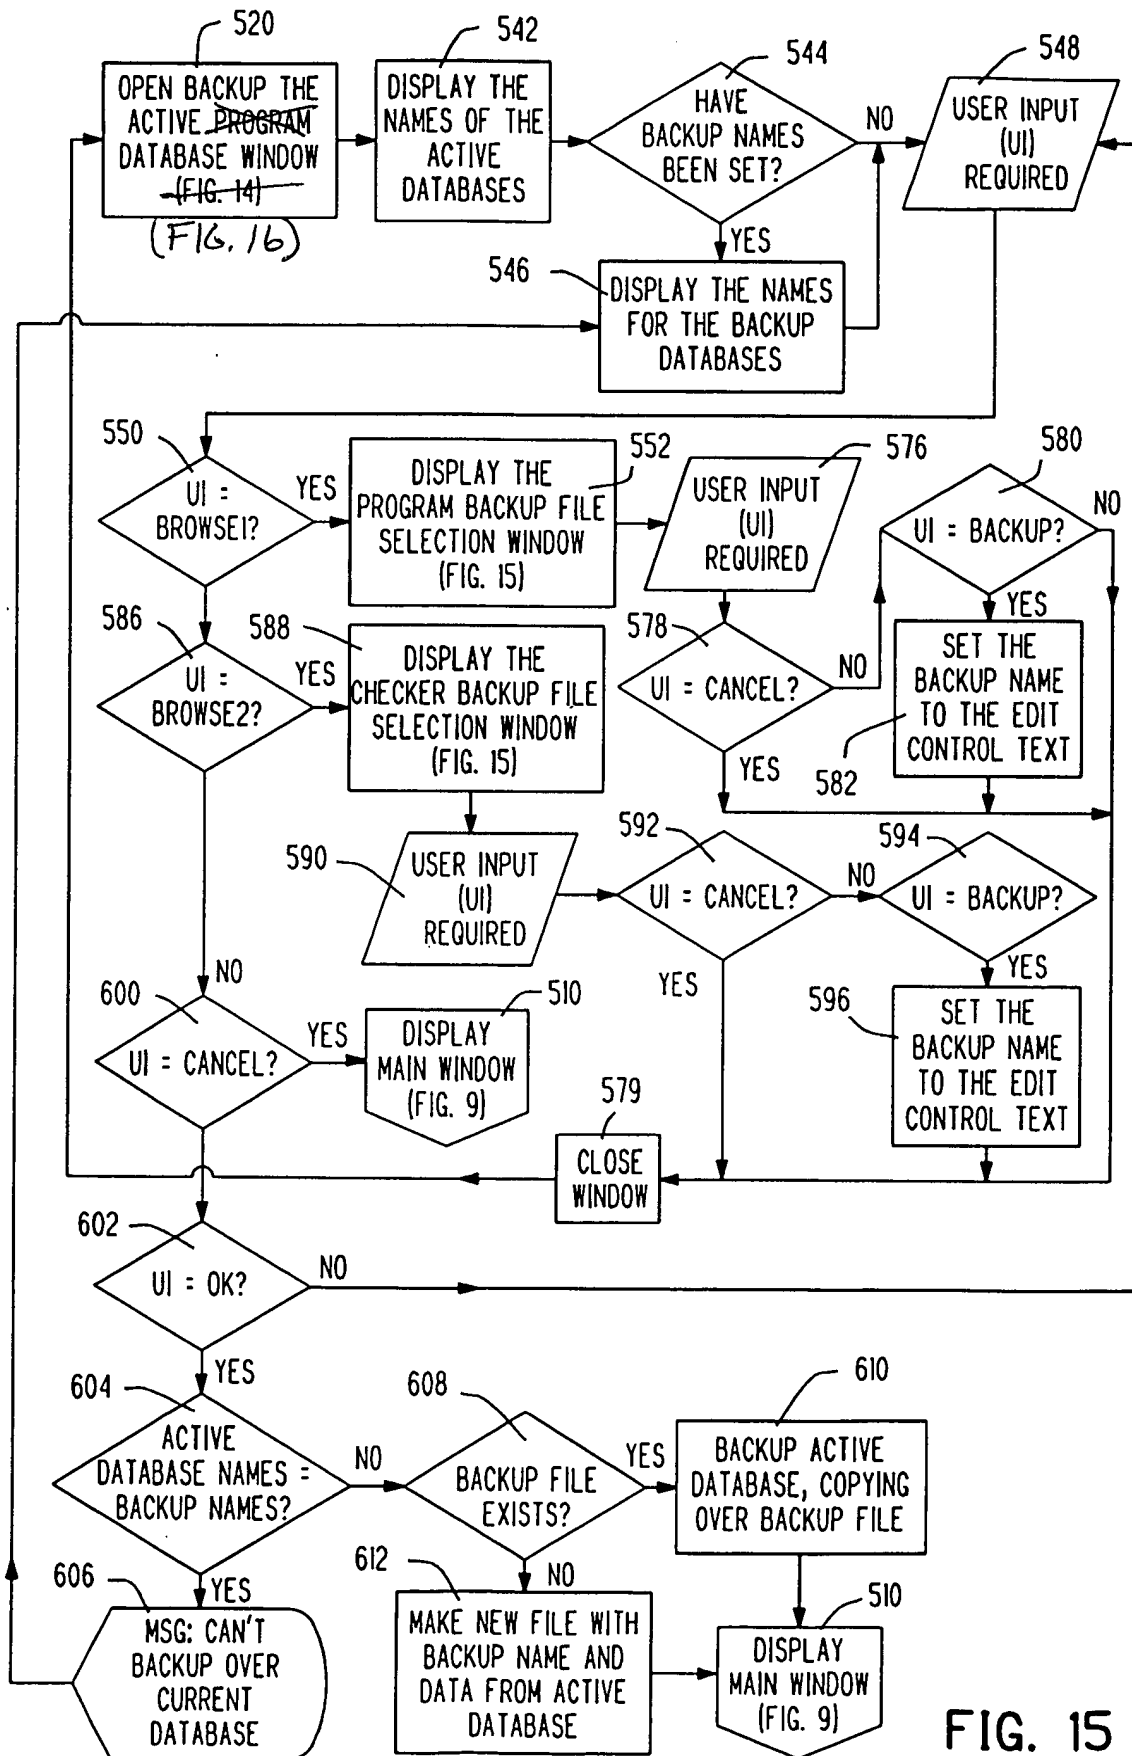 520
OPEN BACKUP THE
ACTIVE PROGRAM
DATABASE WINDOW
(FIG. 14)
(FIG. 16)
542
DISPLAY THE
NAMES OF THE
ACTIVE
DATABASES
544
HAVE
BACKUP NAMES
BEEN SET?
NO
YES
548
USER INPUT
(UI)
REQUIRED
546
DISPLAY THE NAMES
FOR THE BACKUP
DATABASES
550
UI =
BROWSE1?
YES
552
DISPLAY THE
PROGRAM BACKUP FILE
SELECTION WINDOW
(FIG. 15)
576
USER INPUT
(UI)
REQUIRED
580
UI = BACKUP?
NO
YES
578
UI = CANCEL?
NO
YES
SET THE
BACKUP NAME
TO THE EDIT
CONTROL TEXT
582
586
UI =
BROWSE2?
YES
NO
588
DISPLAY THE
CHECKER BACKUP FILE
SELECTION WINDOW
(FIG. 15)
590
USER INPUT
(UI)
REQUIRED
592
UI = CANCEL?
NO
YES
594
UI = BACKUP?
YES
596
SET THE
BACKUP NAME
TO THE EDIT
CONTROL TEXT
600
UI = CANCEL?
YES
510
DISPLAY
MAIN WINDOW
(FIG. 9)
579
CLOSE
WINDOW
602
UI = OK?
NO
YES
604
ACTIVE
DATABASE NAMES =
BACKUP NAMES?
NO
YES
608
BACKUP FILE
EXISTS?
YES
NO
610
BACKUP ACTIVE
DATABASE, COPYING
OVER BACKUP FILE
606
MSG: CAN'T
BACKUP OVER
CURRENT
DATABASE
612
MAKE NEW FILE WITH
BACKUP NAME AND
DATA FROM ACTIVE
DATABASE
510
DISPLAY
MAIN WINDOW
(FIG. 9)
FIG. 15